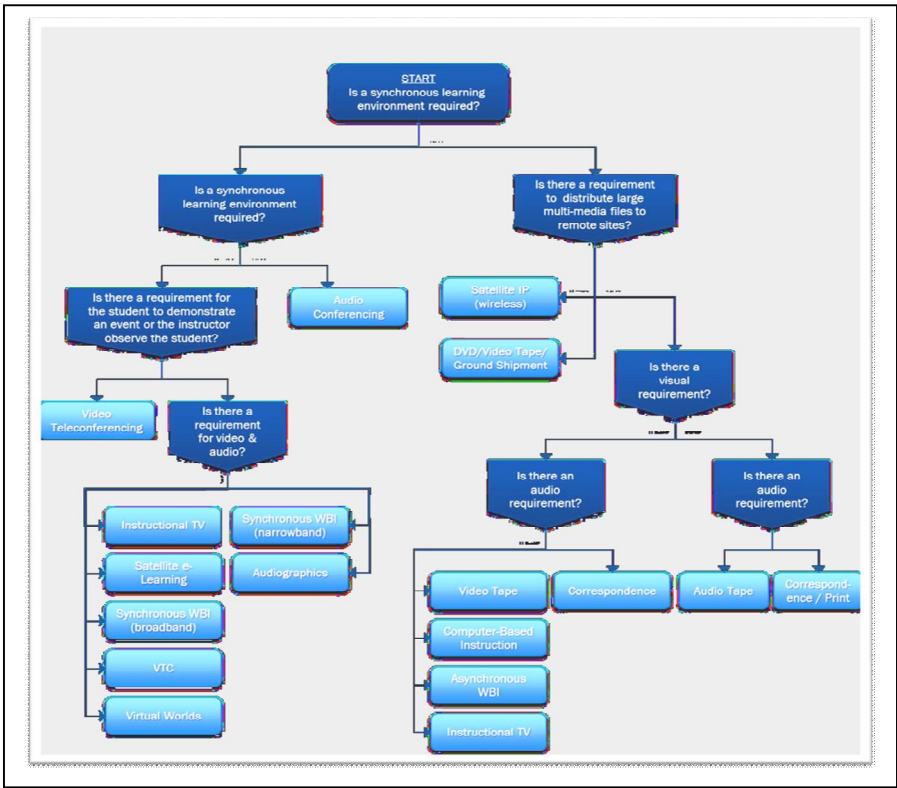 START
Is a synchronous learning
environment required?
Is a synchronous
learning environment
required?
Is there a requirement
to distribute large
multi-media files to
remote sites?
Is there a requirement for
the student to demonstrate
an event or the instructor
observe the student?
Audio
Conferencing
Satellite IP
(wireless)
DVD/Video Tape/
Ground Shipment
Is there a
visual
requirement?
Video
Teleconferencing
Is there a
requirement
for video &
audio?
Is there an
audio
requirement?
Is there an
audio
requirement?
Instructional TV
Synchronous WBI
(narrowband)
Satellite e-
Learning
Audiographics
Synchronous WBI
(broadband)
VTC
Virtual Worlds
Video Tape
Correspondence
Audio Tape
Correspond-
ence / Print
Computer-Based
Instruction
Asynchronous
WBI
Instructional TV